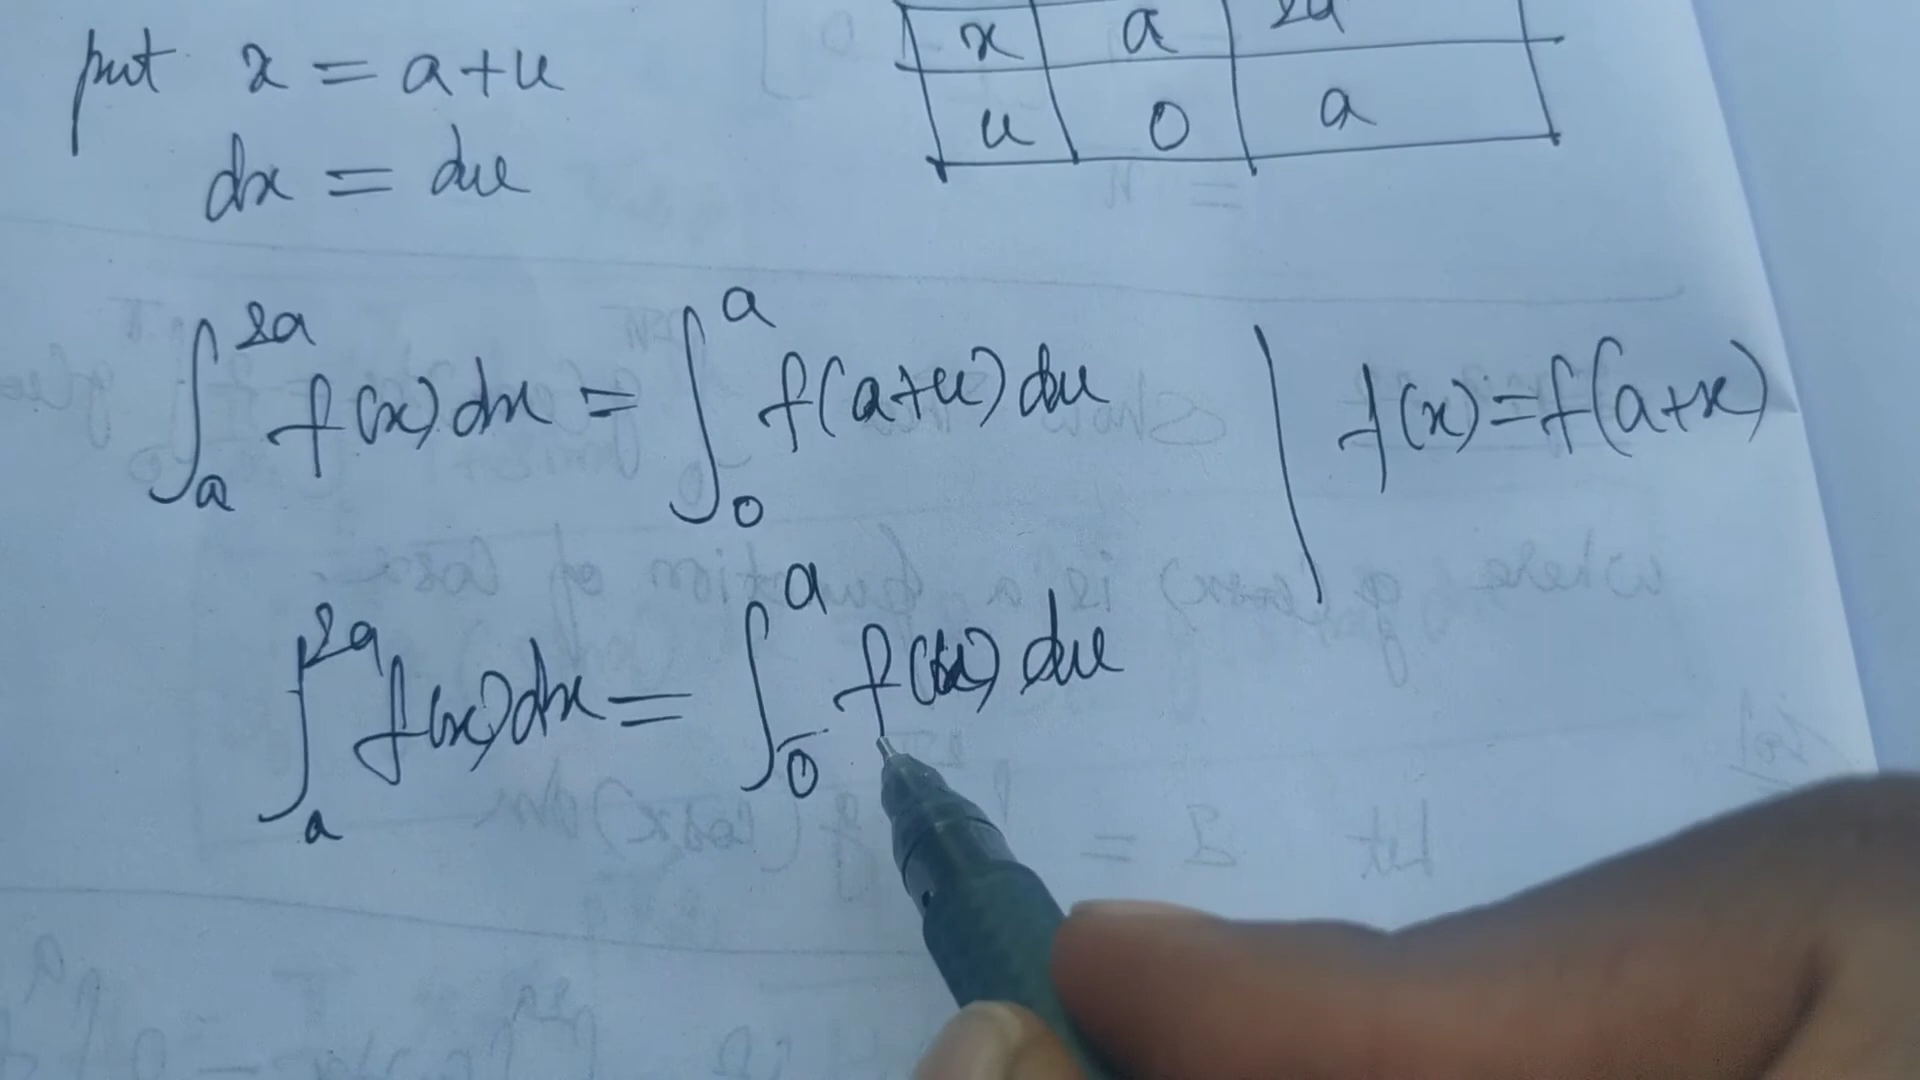 put x = a+u
dx = du
x a 2a
u 0 a
∫_a^{2a} f(x) dx = ∫_0^a f(a+u) du | f(x)=f(a+x)
∫_a^{2a} f(x) dx = ∫_0^a f(u) du